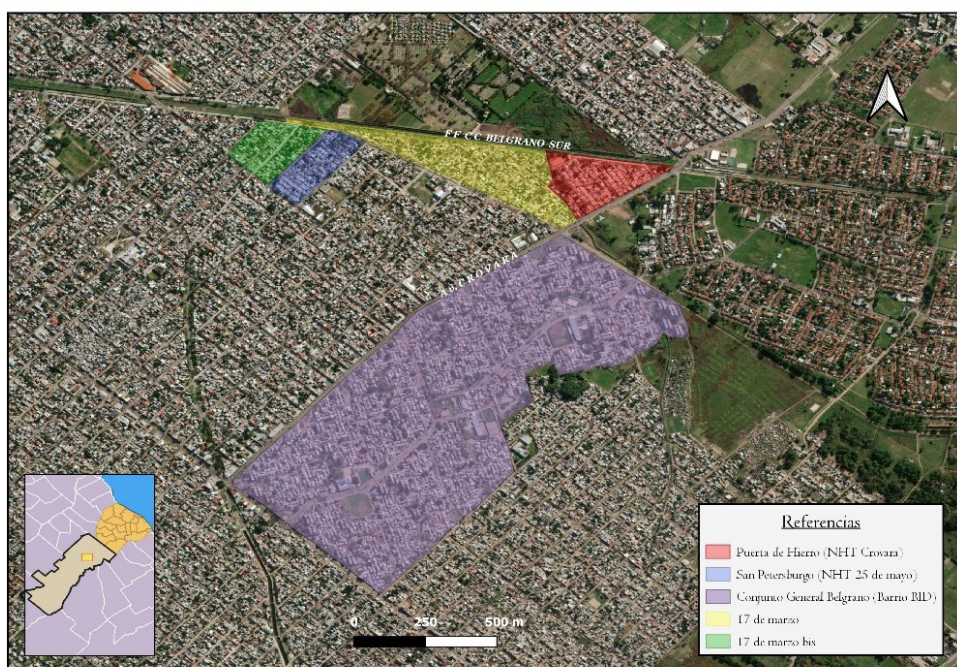 F F C C BELGRANO SUR
CROVARA
0 250 500 m
Referencias
Puerta de Hierro (NHT Crovara)
San Petersburgo (NHT 25 de mayo)
Conjunto General Belgrano (Barrio BID)
17 de marzo
17 de marzo bis